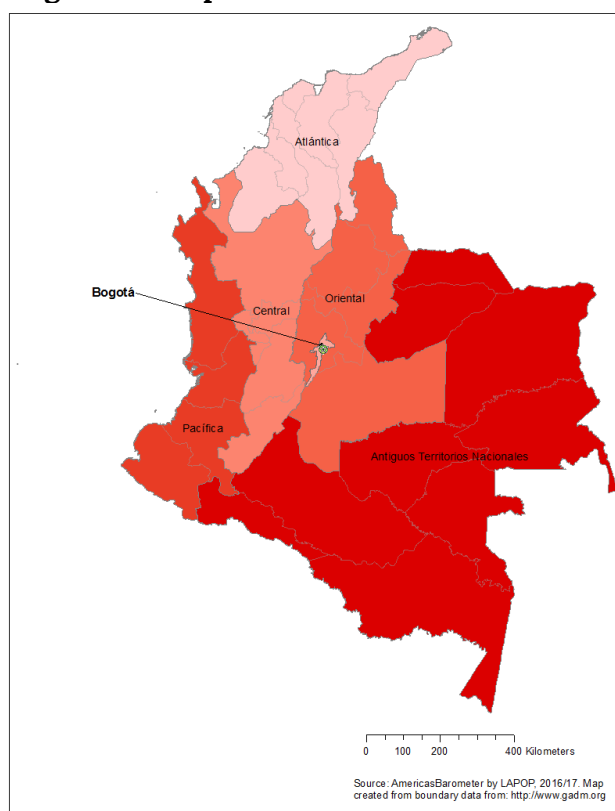 Atlántica
Bogotá
Central
Oriental
Pacífica
Antiguos Territorios Nacionales
0 100 200 400 Kilometers
Source: AmericasBarometer by LAPOP, 2016/17. Map
created from boundary data from: http://www.gadm.org